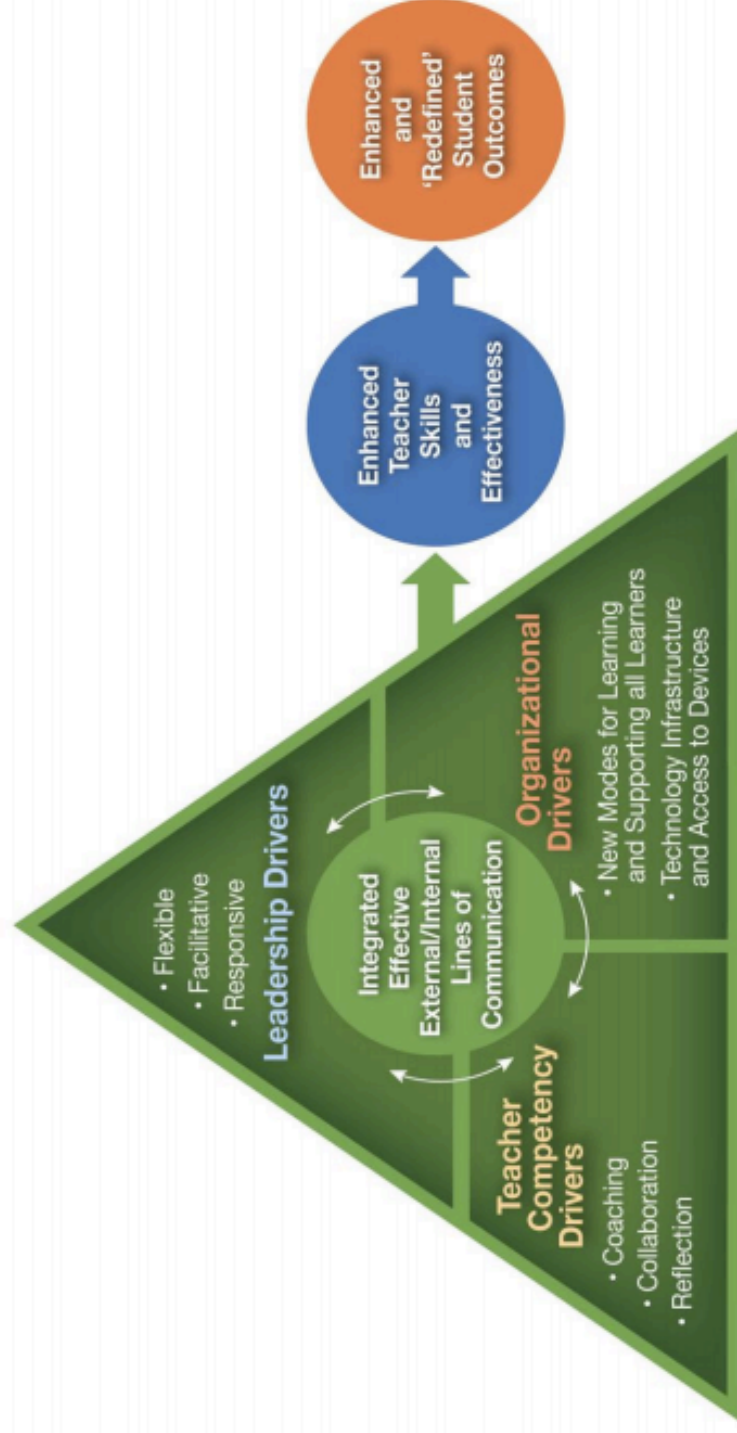 • Flexible
• Facilitative
• Responsive
Leadership Drivers
Integrated
Effective
External/Internal
Lines of
Communication
Teacher
Competency
Drivers
• Coaching
• Collaboration
• Reflection
Organizational
Drivers
• New Modes for Learning
and Supporting all Learners
• Technology Infrastructure
and Access to Devices
Enhanced
Teacher
Skills
and
Effectiveness
Enhanced
and
‘Redefined’
Student
Outcomes